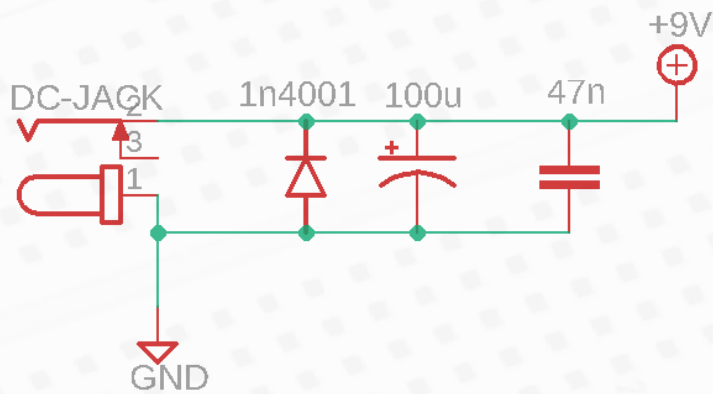 +9V
DC-JACK
1n4001
100u
47n
2
3
1
+
GND